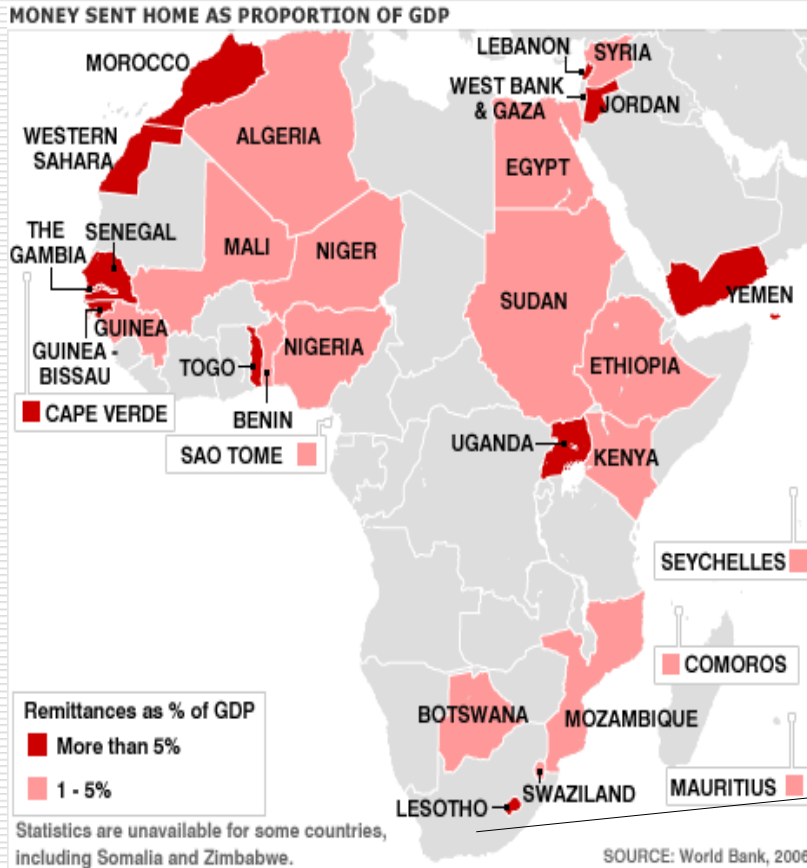 MONEY SENT HOME AS PROPORTION OF GDP
LEBANON
SYRIA
MOROCCO
WEST BANK
& GAZA
JORDAN
WESTERN
SAHARA
ALGERIA
EGYPT
THE
GAMBIA
SENEGAL
MALI
NIGER
SUDAN
YEMEN
GUINEA
GUINEA -
BISSAU
TOGO
NIGERIA
ETHIOPIA
CAPE VERDE
BENIN
SAO TOME
UGANDA
KENYA
SEYCHELLES
COMOROS
Remittances as % of GDP
More than 5%
1 - 5%
BOTSWANA
MOZAMBIQUE
MAURITIUS
SWAZILAND
LESOTHO
Statistics are unavailable for some countries,
including Somalia and Zimbabwe.
SOURCE: World Bank,